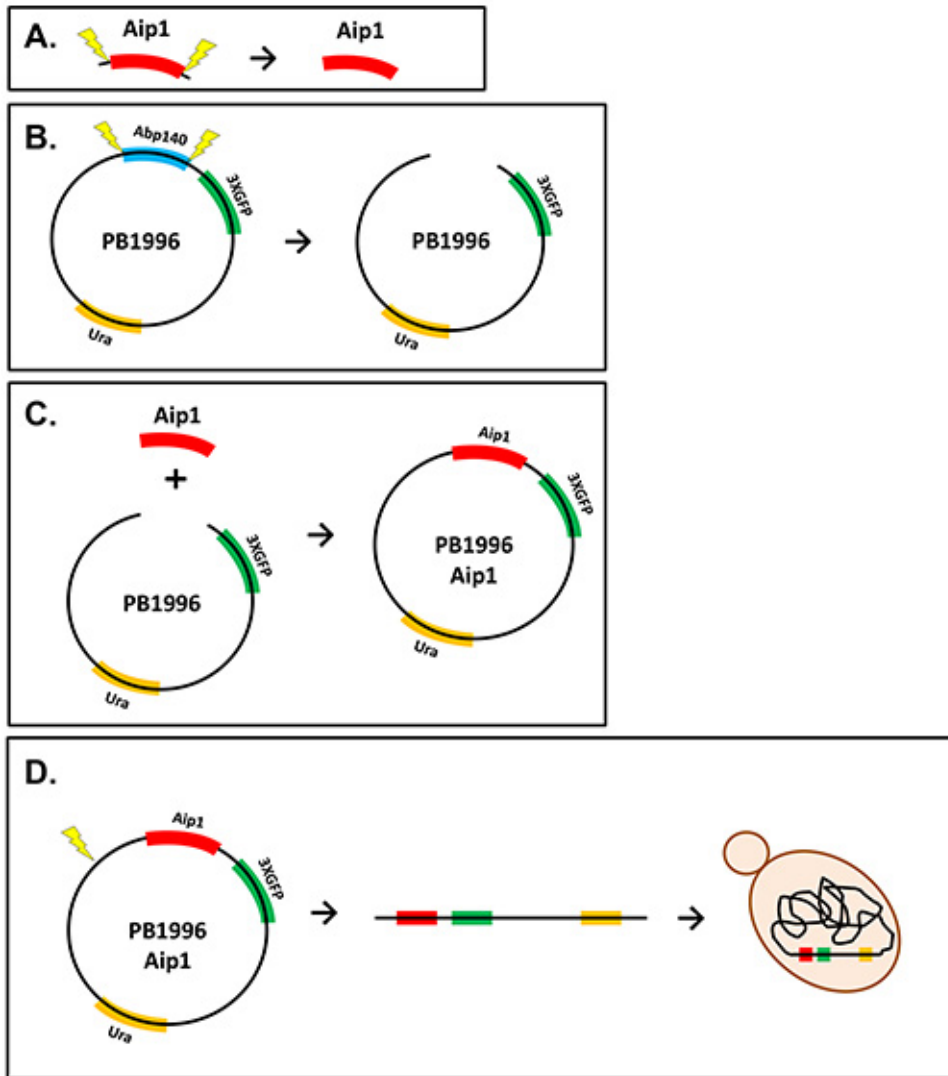 A.
Aip1
Aip1
B.
Abp140
3XGFP
PB1996
Ura
3XGFP
PB1996
Ura
C.
Aip1
+
3XGFP
PB1996
Ura
Aip1
3XGFP
PB1996
Aip1
Ura
D.
Aip1
3XGFP
PB1996
Aip1
Ura